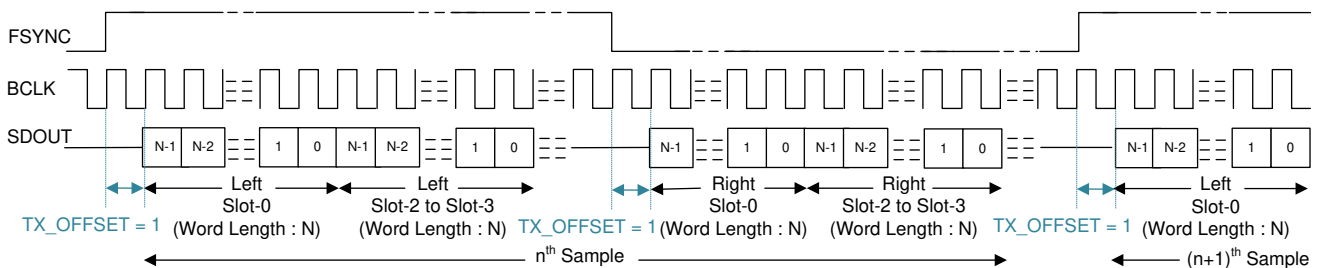 FSYNC
BCLK
SDOUT
N-1 N-2 1 0 N-1 N-2 1 0 N-1 1 0 N-1 N-2 1 0 N-1 N-2 1 0
Left Left Right Right Left
Slot-0 Slot-2 to Slot-3 Slot-0 Slot-2 to Slot-3 Slot-0
TX_OFFSET = 1 (Word Length : N) (Word Length : N) TX_OFFSET = 1 (Word Length : N) (Word Length : N) TX_OFFSET = 1 (Word Length : N)
nth Sample (n+1)th Sample